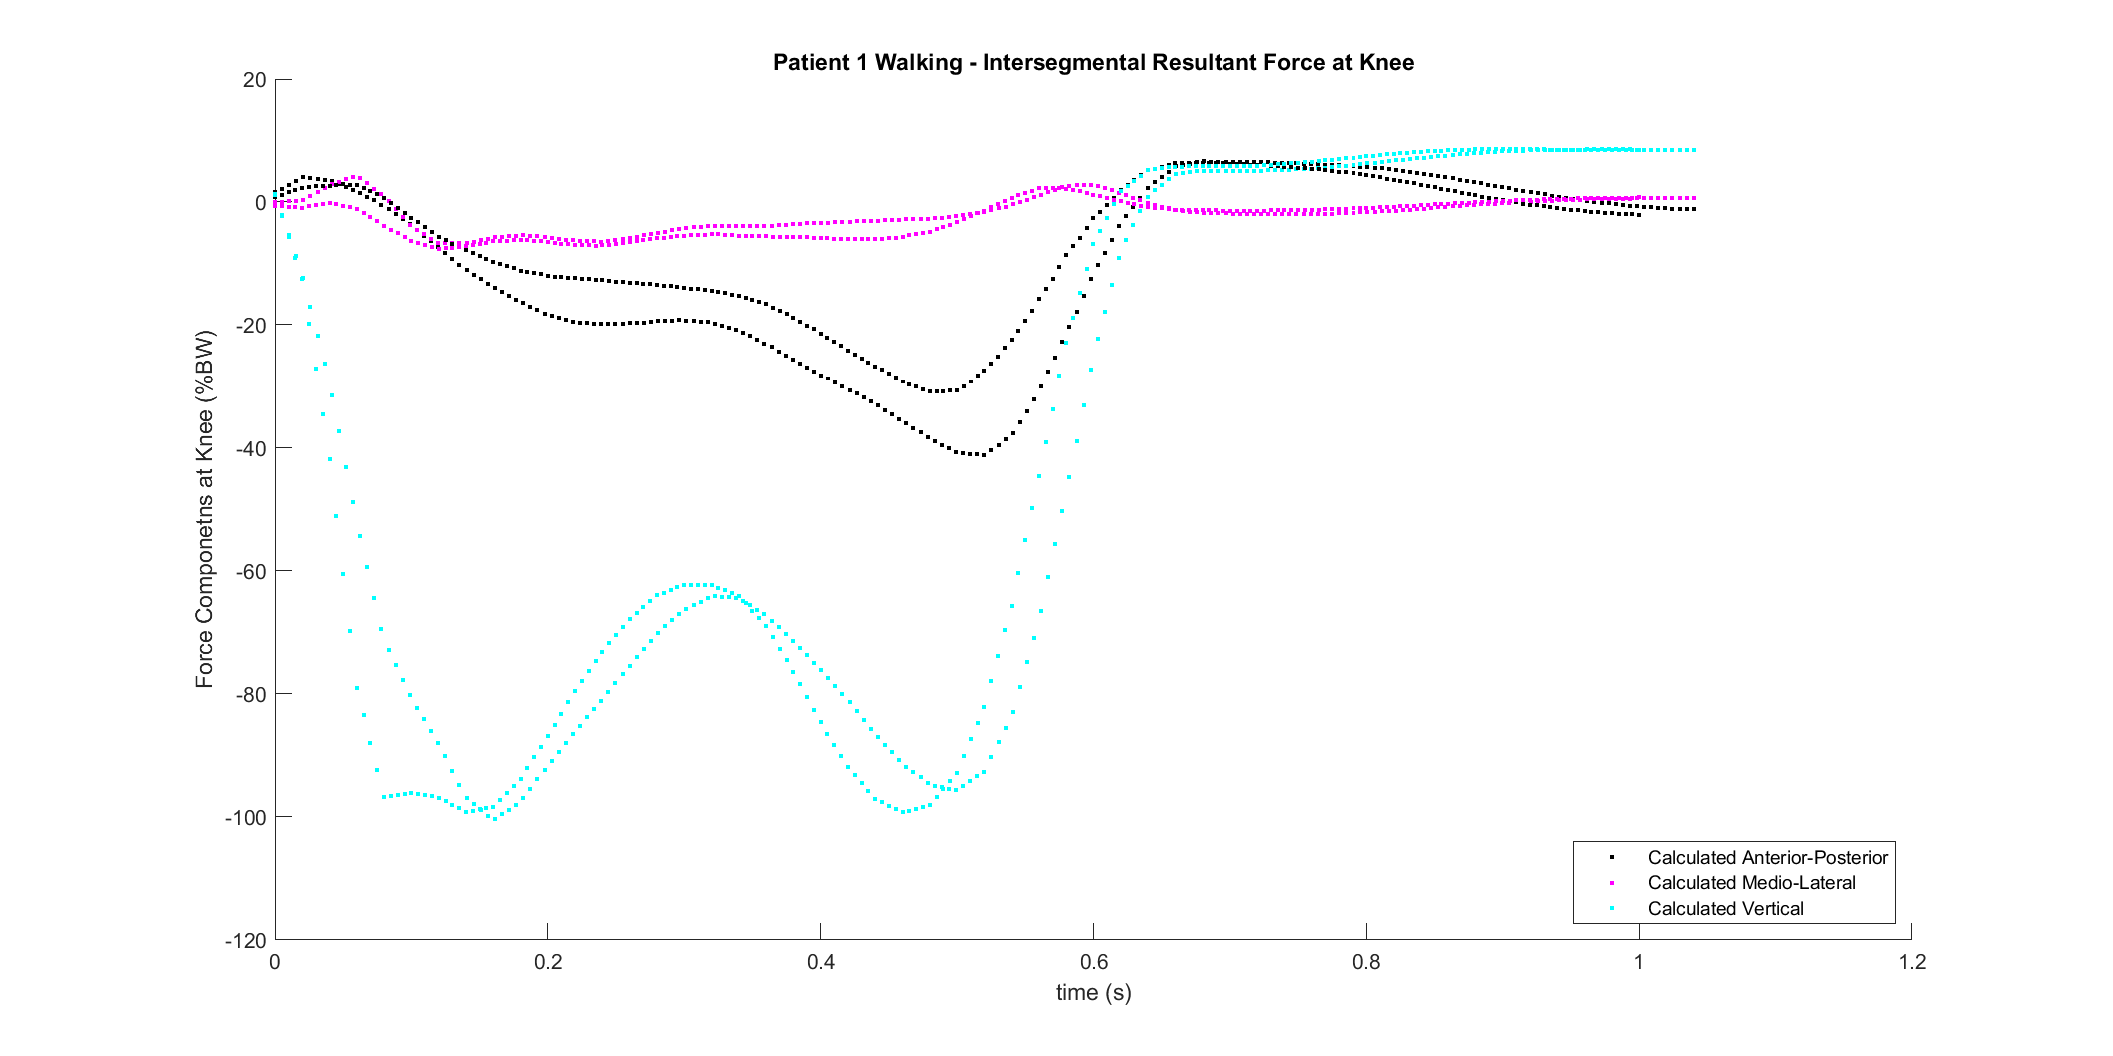 Patient 1 Walking - Intersegmental Resultant Force at Knee
20
0
-20
-40
-60
-80
-100
-120
Force Componetns at Knee (%BW)
0
0.2
0.4
0.6
0.8
1
1.2
time (s)
Calculated Anterior-Posterior
Calculated Medio-Lateral
Calculated Vertical